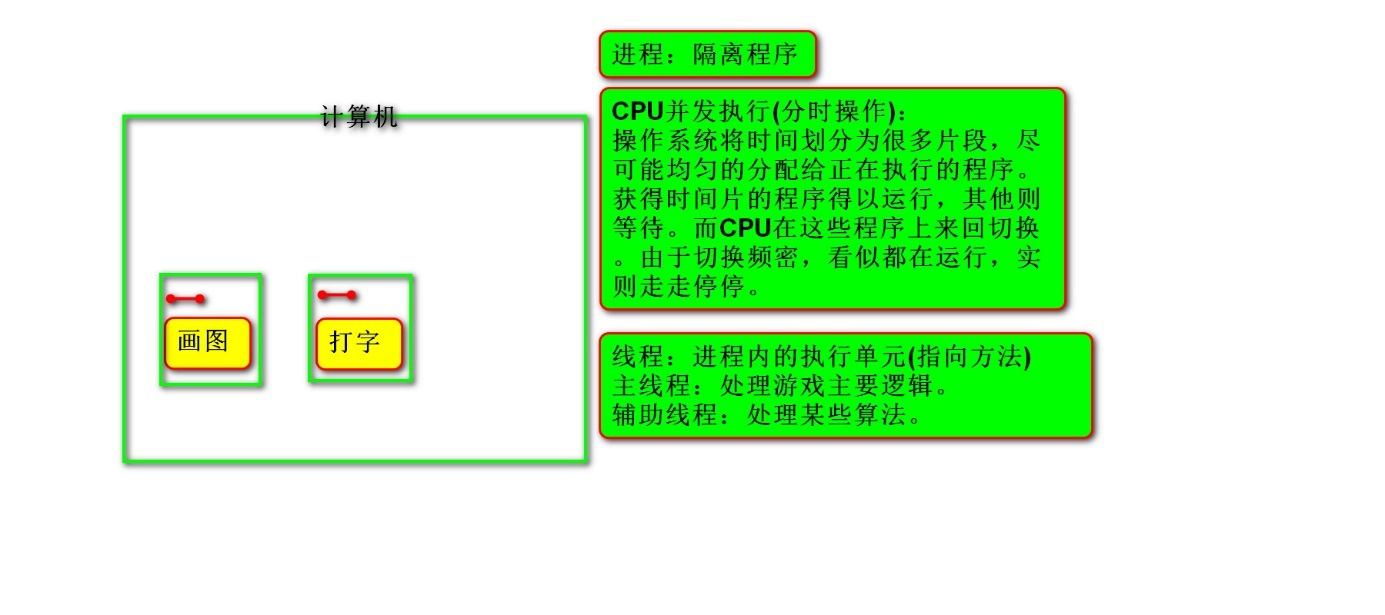 计算机
画图
打字
进程：隔离程序
CPU并发执行(分时操作)：
操作系统将时间划分为很多片段，尽
可能均匀的分配给正在执行的程序。
获得时间片的程序得以运行，其他则
等待。而CPU在这些程序上来回切换
。由于切换频密，看似都在运行，实
则走走停停。
线程：进程内的执行单元(指向方法)
主线程：处理游戏主要逻辑。
辅助线程：处理某些算法。